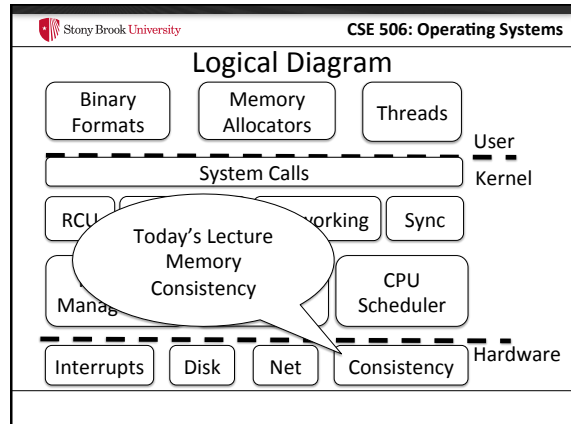 Stony Brook University
CSE 506: Operating Systems
Logical Diagram
Binary
Formats
Memory
Allocators
Threads
User
System Calls
Kernel
RCU
Sync
Today's Lecture
Memory
Consistency
CPU
Scheduler
Hardware
Interrupts
Disk
Net
Consistency